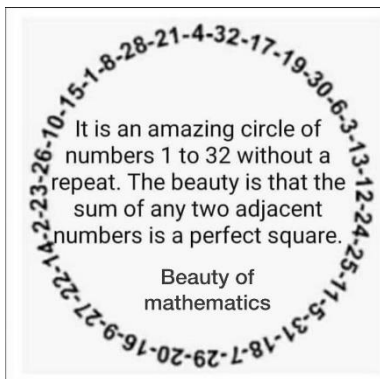 1-8-28-21-4-32-17-19-30-6-3-13-12-24-25-11-5-31-18-7-29-20-16-9-27-22-14-2-23-26-10-15-
It is an amazing circle of
numbers 1 to 32 without a
repeat. The beauty is that the
sum of any two adjacent
numbers is a perfect square.
Beauty of
mathematics